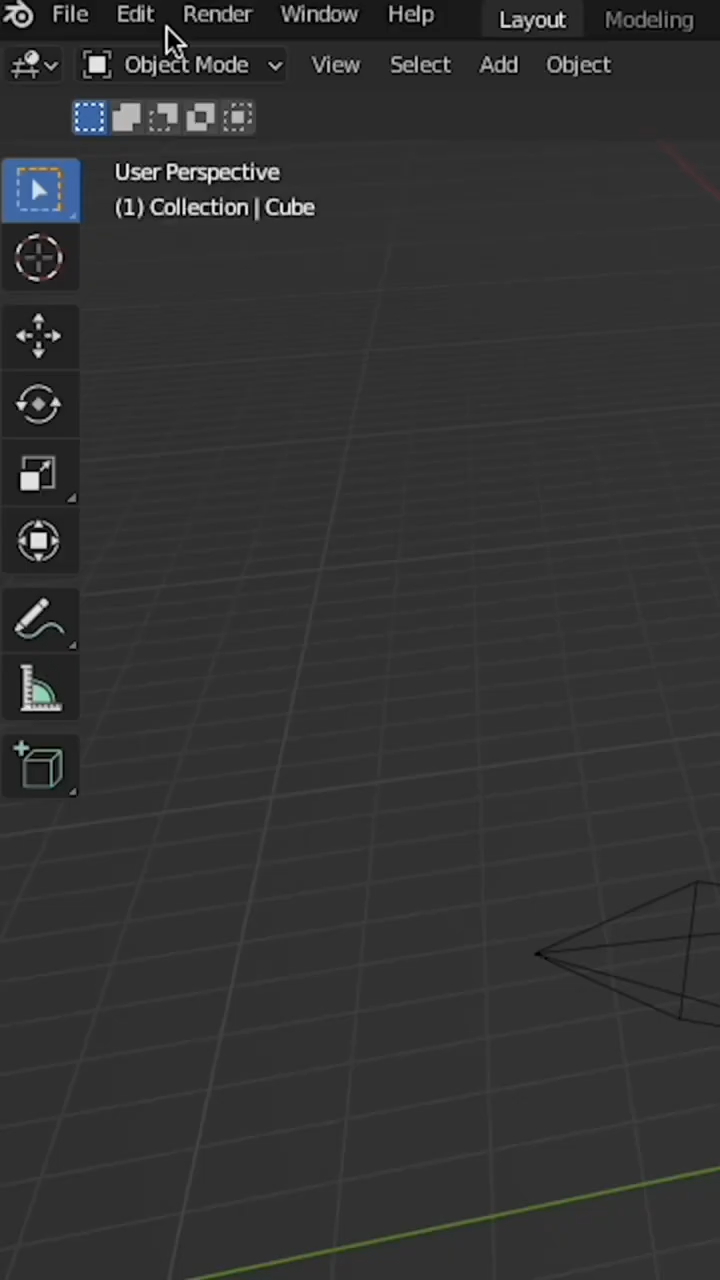 File Edit Render Window Help Layout Modeling
Object Mode View Select Add Object
User Perspective
(1) Collection | Cube